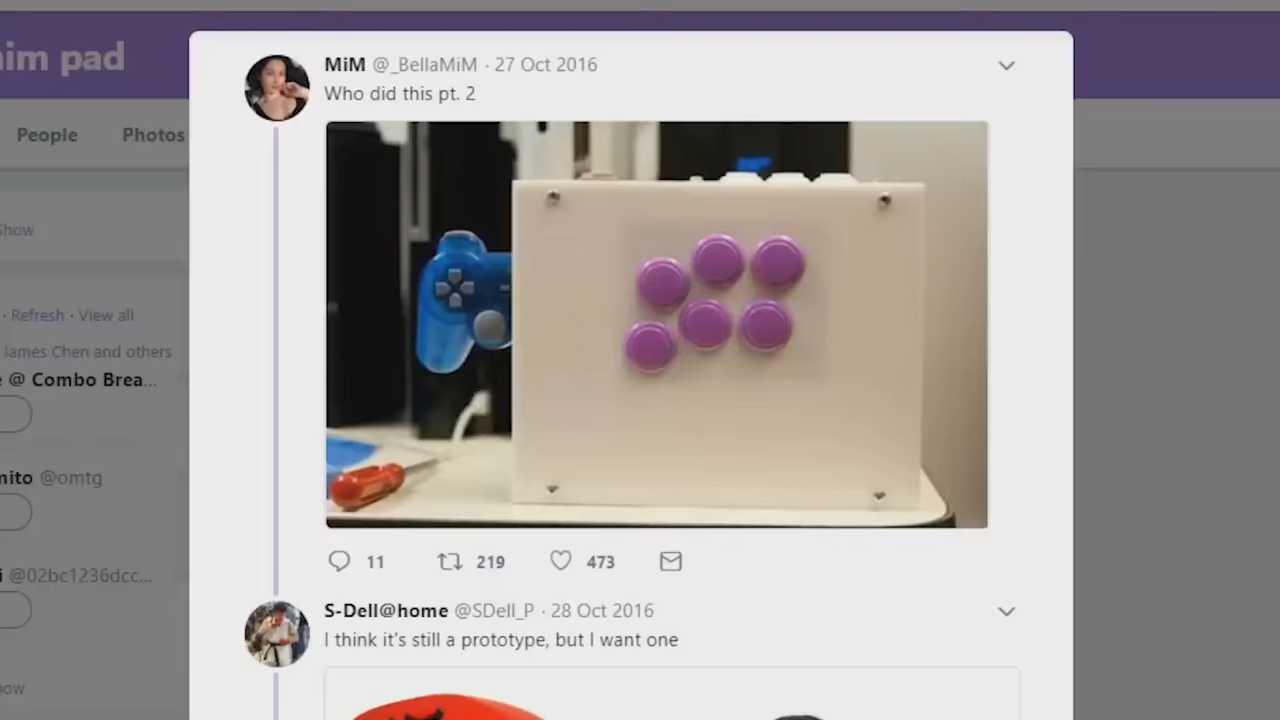 im pad
People Photos
Show
· Refresh · View all
James Chen and others
e @ Combo Brea...
mito @omtg
i @02bc1236dcc...
MiM @_BellaMiM · 27 Oct 2016
Who did this pt. 2
11 219 473
S-Dell@home @SDell_P · 28 Oct 2016
I think it's still a prototype, but I want one